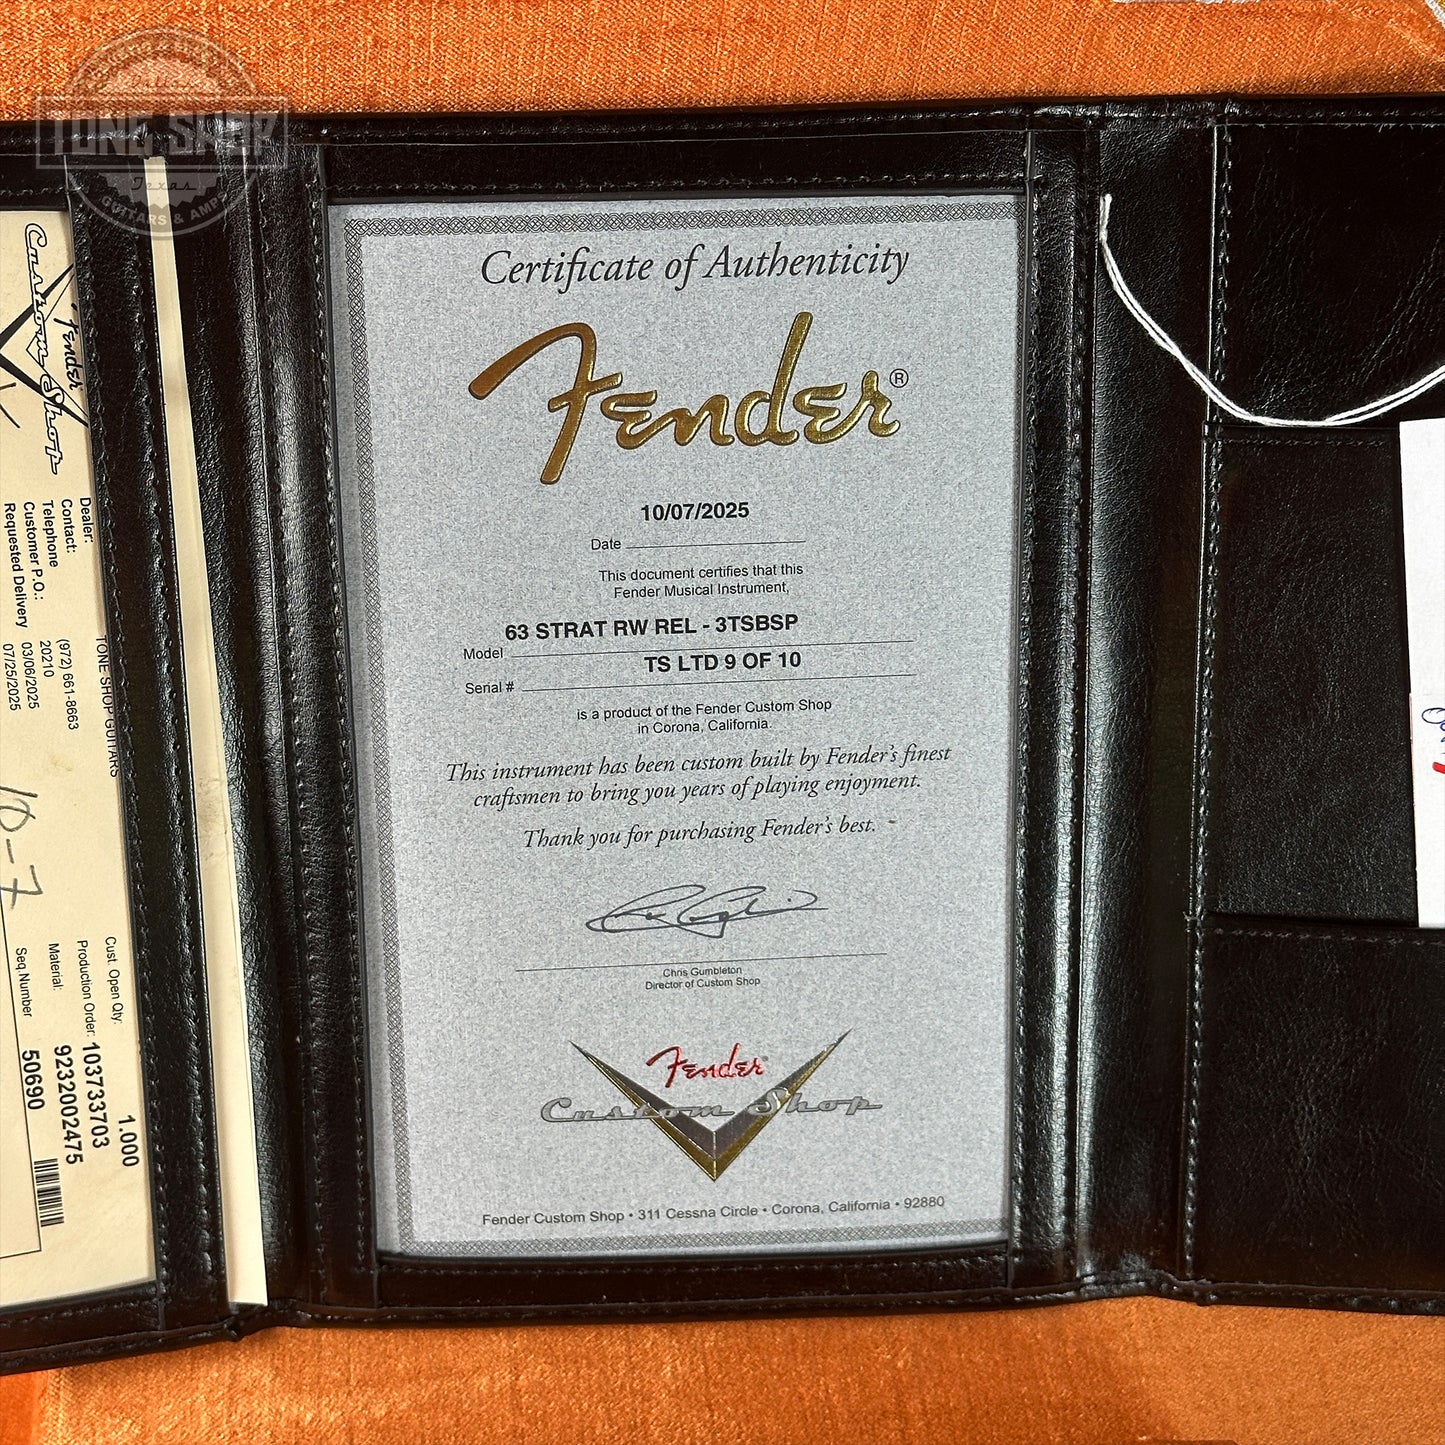 TONE SHOP
Texas
GUITARS & AMPS
Custom Shop
Fender
Dealer:
TONE SHOP GUITARS
Contact:
Telephone
(972) 661-8663
Customer P.O.:
20210
Requested Delivery
03/06/2025
07/25/2025
10-7
Cust. Open Qty:
1.000
Production Order:
103733703
Material:
9232002475
Seq.Number
50690
Certificate of Authenticity
Fender®
10/07/2025
Date
This document certifies that this
Fender Musical Instrument,
63 STRAT RW REL - 3TSBSP
Model
TS LTD 9 OF 10
Serial #
is a product of the Fender Custom Shop
in Corona, California.
This instrument has been custom built by Fender's finest
craftsmen to bring you years of playing enjoyment.
Thank you for purchasing Fender's best.
Chris Gumbleton
Director of Custom Shop
Fender
Custom Shop
Fender Custom Shop • 311 Cessna Circle • Corona, California • 92880